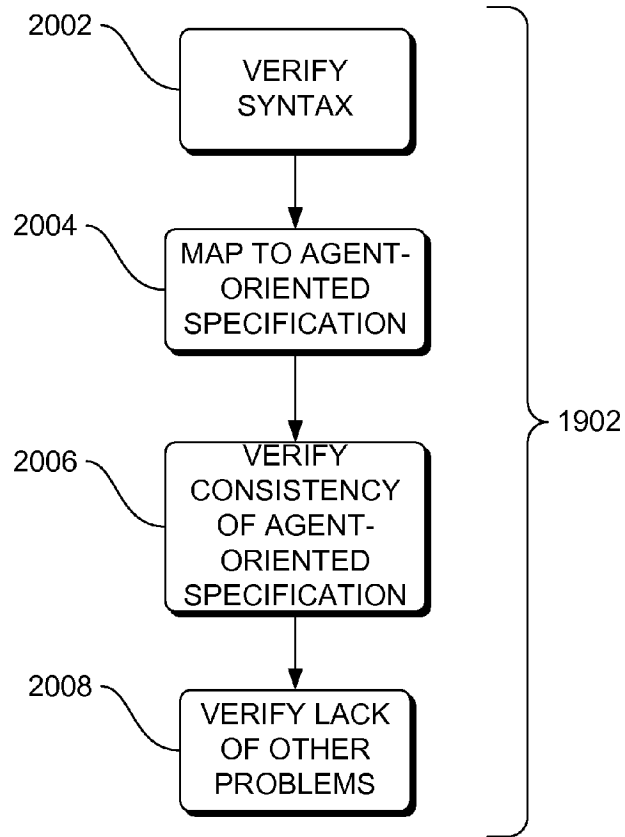 2002
VERIFY
SYNTAX
2004
MAP TO AGENT-
ORIENTED
SPECIFICATION
1902
2006
VERIFY
CONSISTENCY
OF AGENT-
ORIENTED
SPECIFICATION
2008
VERIFY LACK
OF OTHER
PROBLEMS